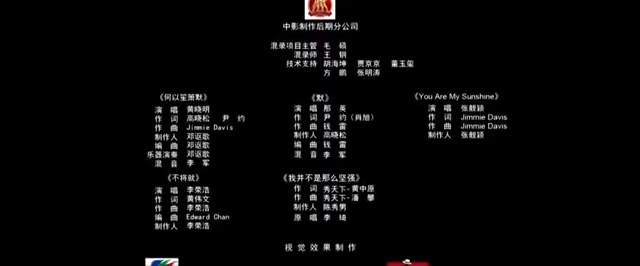 中影制作后期分公司
混录项目主管 毛 硕
混录师 王 钢
技术支持 胡海坤 贾京京 董玉玺
方 鹏 张明涛
《何以笙箫默》
演 唱 黄晓明
作 词 高晓松 尹 约
作 曲 Jimmie Davis
制作人 邓讴歌
编 曲 邓讴歌
乐器演奏 邓讴歌
混 音 李 军
《默》
演 唱 那 英
作 词 尹 约 (肖旭)
作 曲 钱 雷
制作人 高晓松
编 曲 钱 雷
混 音 李 军
《You Are My Sunshine》
演 唱 张靓颖
作 词 Jimmie Davis
作 曲 Jimmie Davis
制作人 张靓颖
《不将就》
演 唱 李荣浩
作 词 黄伟文
作 曲 李荣浩
编 曲 Edward Chan
制作人 李荣浩
《我并不是那么坚强》
作 词 秀天下-黄中原
作 曲 秀天下-潘 攀
制作人 陈秀男
原 唱 李 琦
视觉效果制作